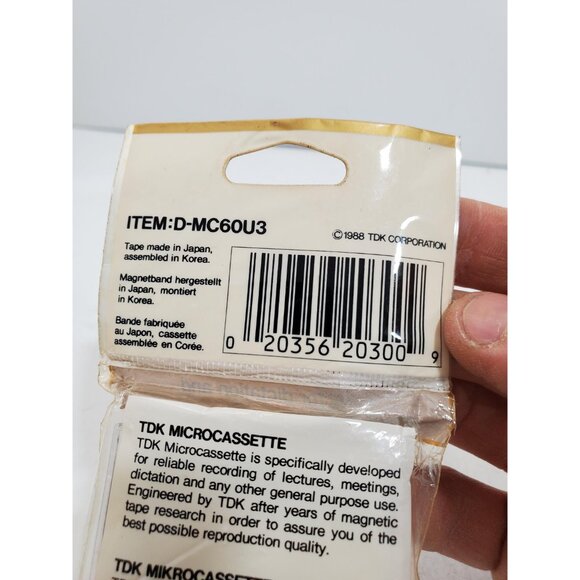 ITEM:D-MC60U3
©1988 TDK CORPORATION
Tape made in Japan,
assembled in Korea.
Magnetband hergestellt
in Japan, montiert
in Korea.
Bande fabriquée
au Japon, cassette
assemblée en Corée.
0 20356 20300 9
TDK MICROCASSETTE
TDK Microcassette is specifically developed
for reliable recording of lectures, meetings,
dictation and any other general purpose use.
Engineered by TDK after years of magnetic
tape research in order to assure you of the
best possible reproduction quality.
TDK MIKROCASSETTE